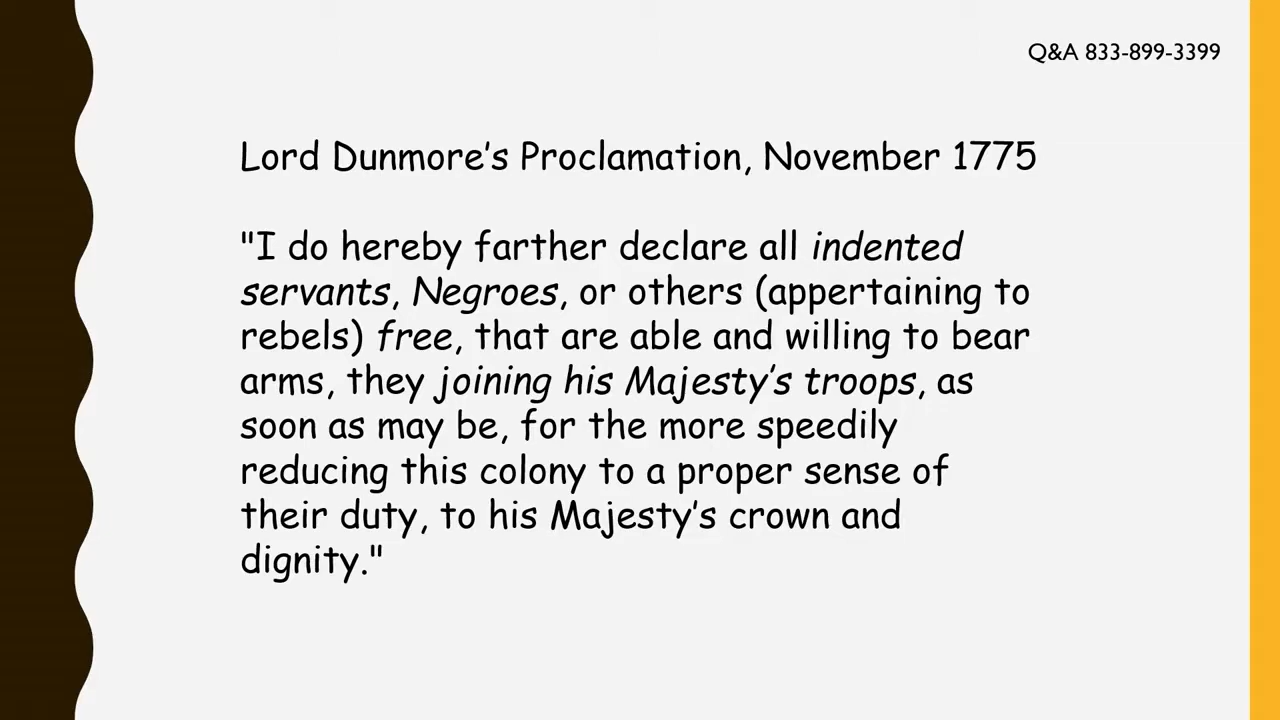 Q&A 833-899-3399
Lord Dunmore's Proclamation, November 1775
"I do hereby farther declare all indented
servants, Negroes, or others (appertaining to
rebels) free, that are able and willing to bear
arms, they joining his Majesty's troops, as
soon as may be, for the more speedily
reducing this colony to a proper sense of
their duty, to his Majesty's crown and
dignity."